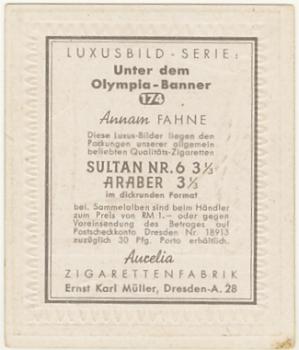 LUXUSBILD - SERIE:
Unter dem
Olympia-Banner
174
Annam FAHNE
Diese Luxus-Bilder liegen den
Packungen unserer allgemein
beliebten Qualitäts-Zigaretten
SULTAN NR. 6 3⅓
ARABER 3⅓
im dickrunden Format
bei. Sammelalben sind beim Händler
zum Preis von RM 1.— oder gegen
Voreinsendung des Betrages auf
Postscheckkonto Dresden Nr. 18913
zuzüglich 30 Pfg. Porto erhältlich.
Aurelia
ZIGARETTENFABRIK
Ernst Karl Müller, Dresden-A. 28